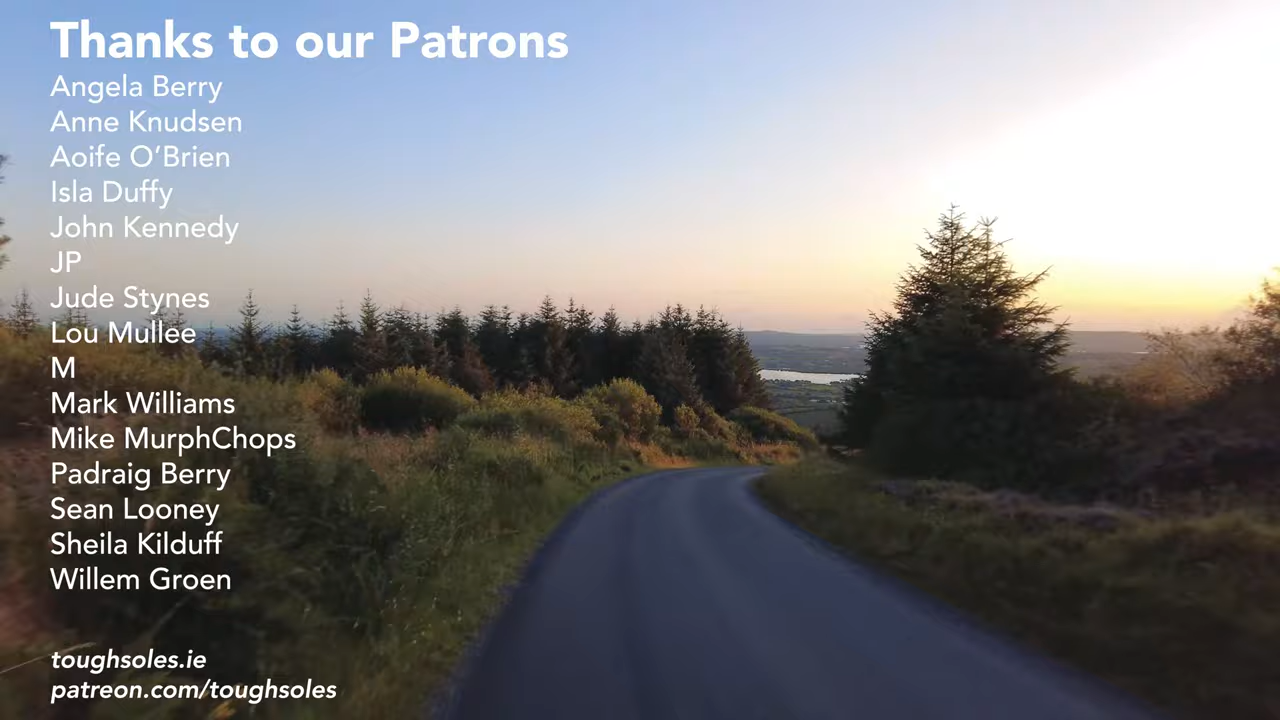 Thanks to our Patrons
Angela Berry
Anne Knudsen
Aoife O’Brien
Isla Duffy
John Kennedy
JP
Jude Stynes
Lou Mullee
M
Mark Williams
Mike MurphChops
Padraig Berry
Sean Looney
Sheila Kilduff
Willem Groen
toughsoles.ie
patreon.com/toughsoles